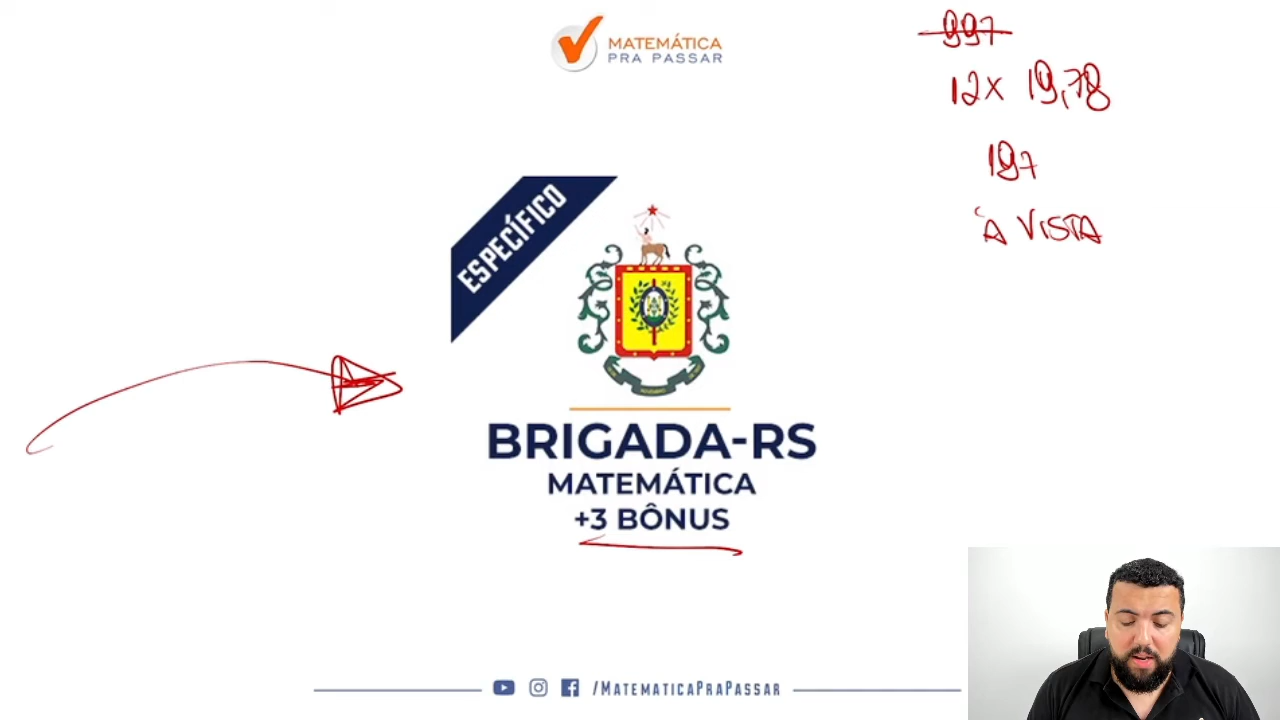 MATEMÁTICA
PRA PASSAR
997
12x 19,78
197
À VISTA
ESPECÍFICO
BRIGADA-RS
MATEMÁTICA
+3 BÔNUS
/MATEMATICAPRAPASSAR